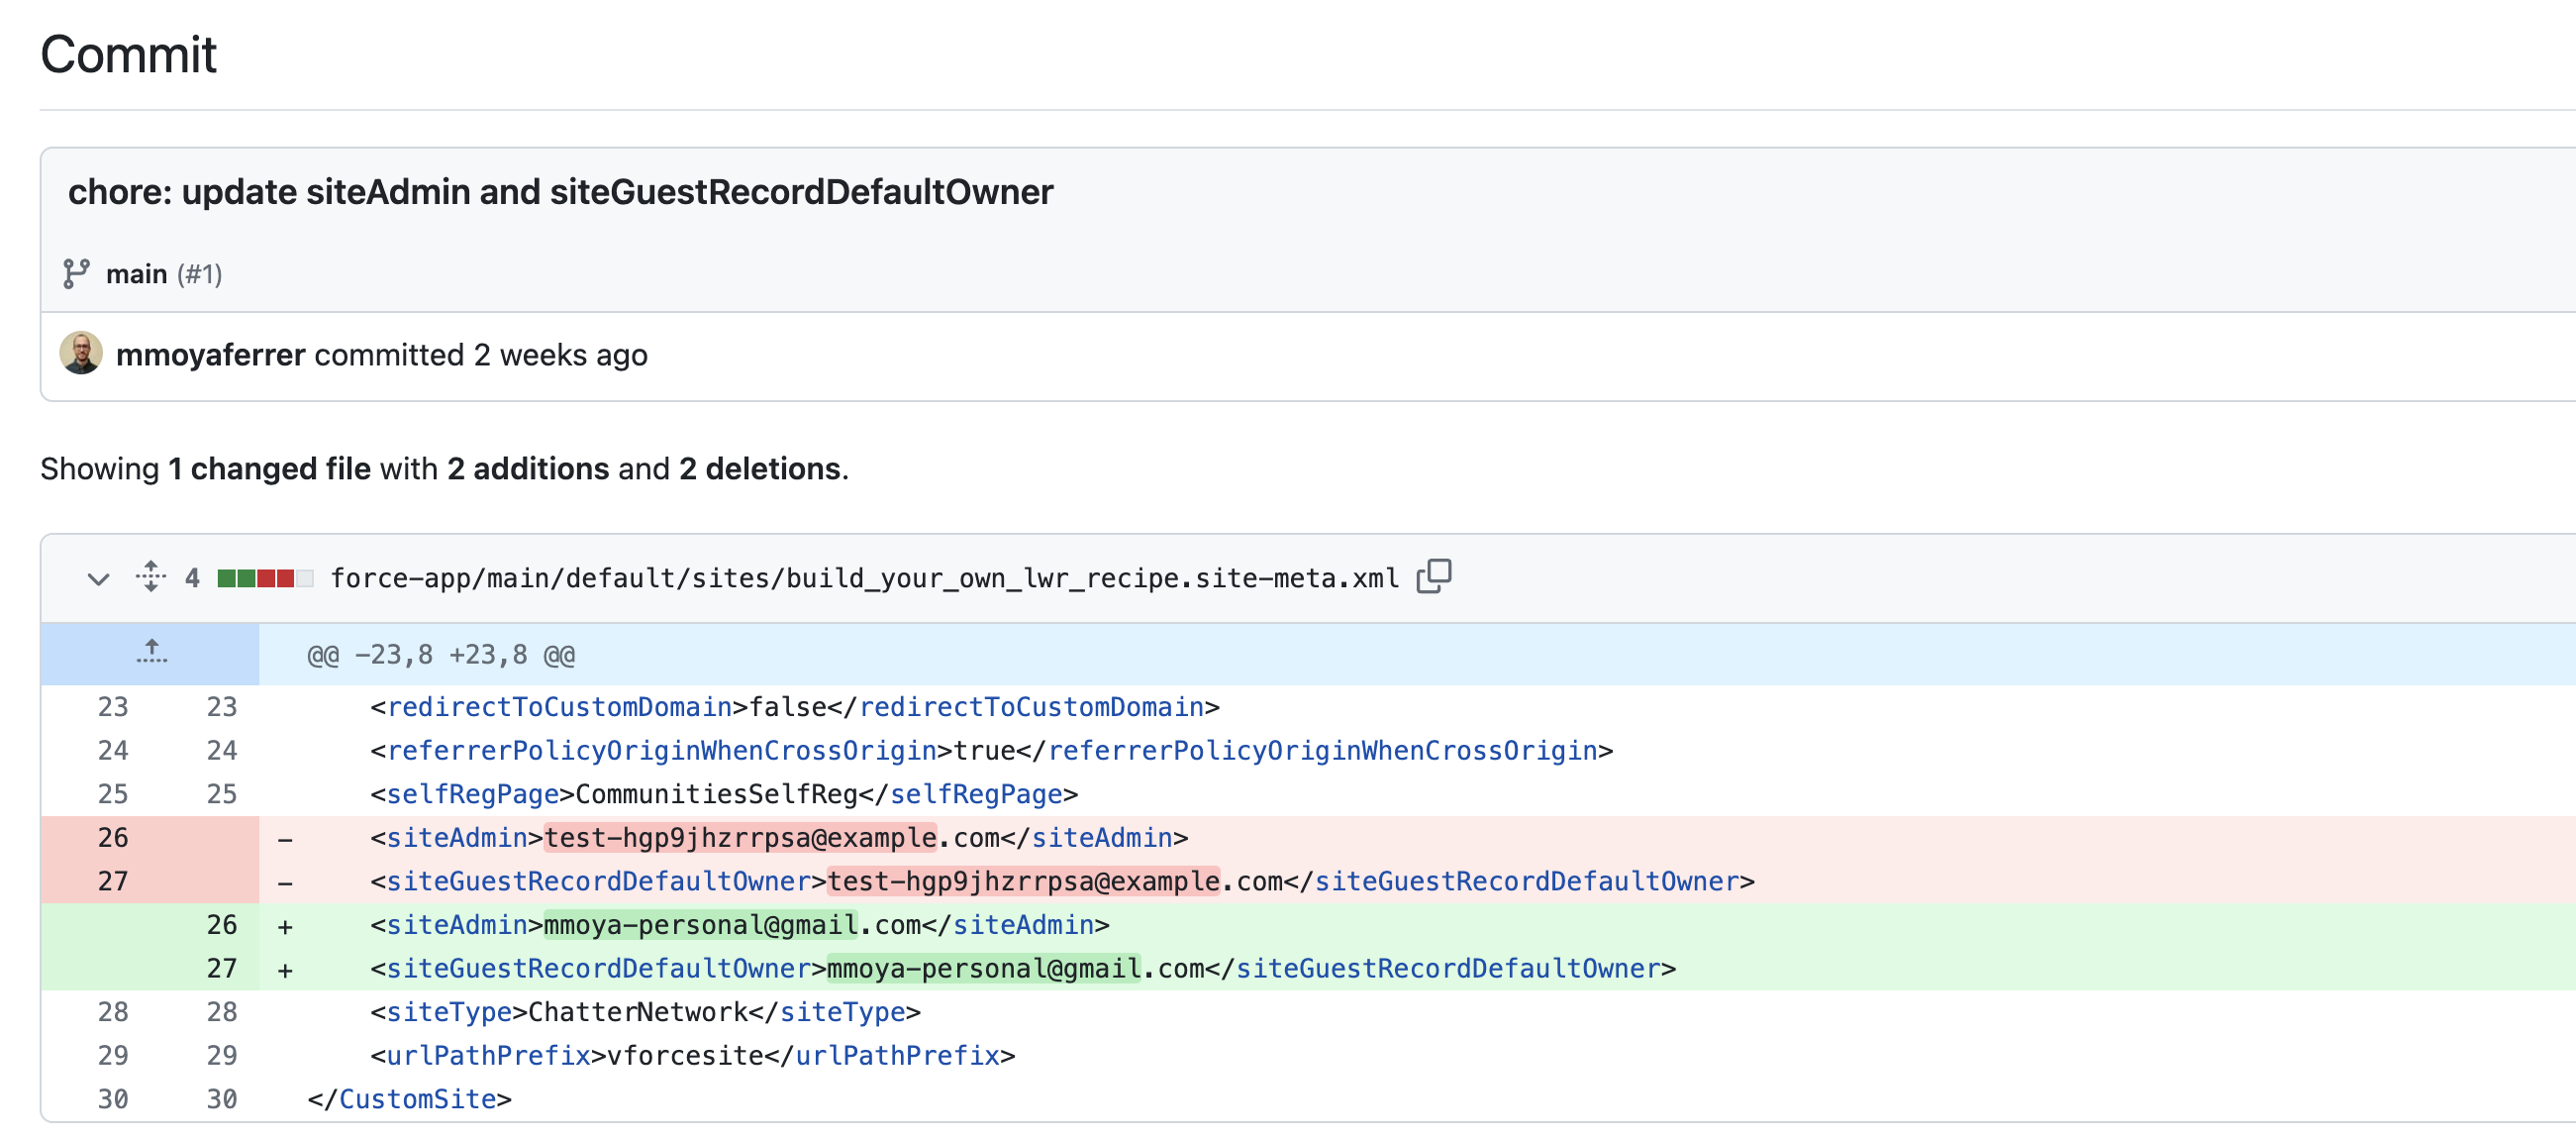 Commit
chore: update siteAdmin and siteGuestRecordDefaultOwner
main (#1)
mmoyaferrer committed 2 weeks ago
Showing 1 changed file with 2 additions and 2 deletions.
4 force-app/main/default/sites/build_your_own_lwr_recipe.site-meta.xml
@@ -23,8 +23,8 @@
23 23 <redirectToCustomDomain>false</redirectToCustomDomain>
24 24 <referrerPolicyOriginWhenCrossOrigin>true</referrerPolicyOriginWhenCrossOrigin>
25 25 <selfRegPage>CommunitiesSelfReg</selfRegPage>
26 - <siteAdmin>test-hgp9jhzrrpsa@example.com</siteAdmin>
27 - <siteGuestRecordDefaultOwner>test-hgp9jhzrrpsa@example.com</siteGuestRecordDefaultOwner>
26 + <siteAdmin>mmoya-personal@gmail.com</siteAdmin>
27 + <siteGuestRecordDefaultOwner>mmoya-personal@gmail.com</siteGuestRecordDefaultOwner>
28 28 <siteType>ChatterNetwork</siteType>
29 29 <urlPathPrefix>vforcesite</urlPathPrefix>
30 30 </CustomSite>